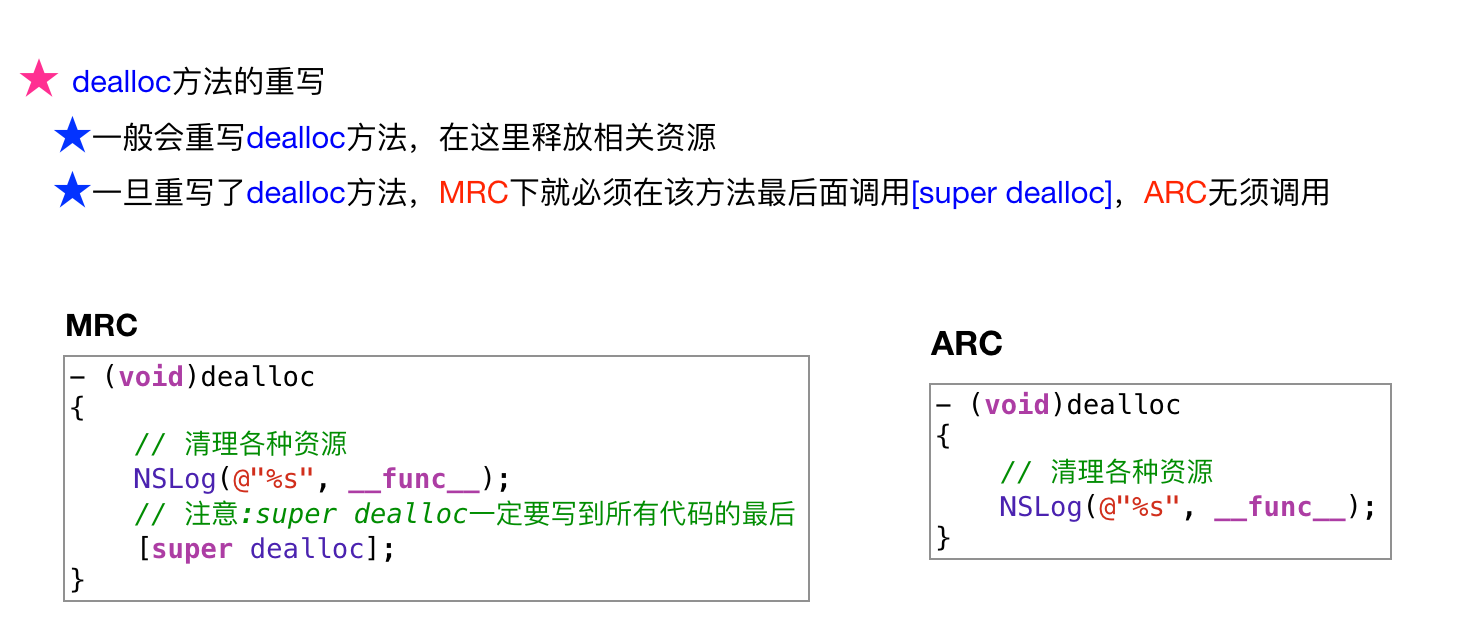 ★ dealloc方法的重写
★一般会重写dealloc方法，在这里释放相关资源
★一旦重写了dealloc方法，MRC下就必须在该方法最后面调用[super dealloc]，ARC无须调用
MRC
- (void)dealloc
{
    // 清理各种资源
    NSLog(@"%s", __func__);
    // 注意:super dealloc一定要写到所有代码的最后
    [super dealloc];
}
ARC
- (void)dealloc
{
    // 清理各种资源
    NSLog(@"%s", __func__);
}